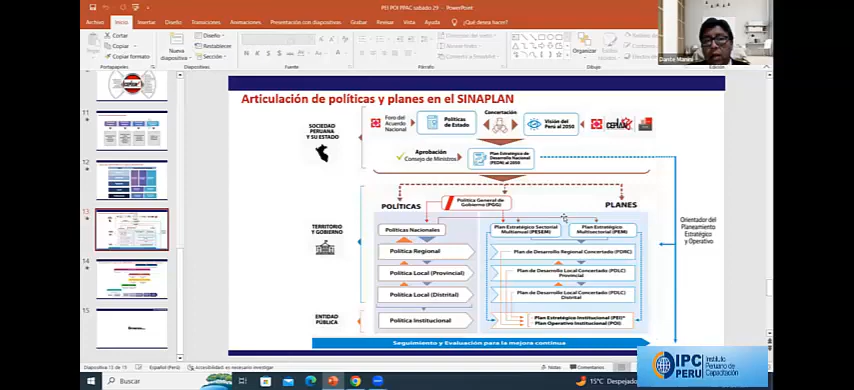 PEI POI PPAC sabado 29 - PowerPoint
Archivo Inicio Insertar Diseño Transiciones Animaciones Presentación con diapositivas Grabar Revisar Vista Ayuda ¿Qué desea hacer?
Cortar
Copiar
Copiar formato
Pegar
Portapapeles
Nueva diapositiva
Diseño
Restablecer
Sección
Diapositivas
Fuente
Párrafo
Organizar
Dibujo
Edición
Dante Mamani
11
12
13
14
15
Articulación de políticas y planes en el SINAPLAN
SOCIEDAD PERUANA Y SU ESTADO
Foro del Acuerdo Nacional
Políticas de Estado
Concertación
Visión del Perú al 2050
CEPLAN
Aprobación
Consejo de Ministros
Plan Estratégico de Desarrollo Nacional (PEDN) al 2050
POLÍTICAS
Política General de Gobierno (PGG)
PLANES
TERRITORIO Y GOBIERNO
Políticas Nacionales
Política Regional
Política Local (Provincial)
Política Local (Distrital)
Plan Estratégico Sectorial Multianual (PESEM)
Plan Estratégico Multisectorial (PEM)
Plan de Desarrollo Regional Concertado (PDRC)
Plan de Desarrollo Local Concertado (PDLC) Provincial
Plan de Desarrollo Local Concertado (PDLC) Distrital
Orientador del Planeamiento Estratégico y Operativo
ENTIDAD PÚBLICA
Política Institucional
- Plan Estratégico Institucional (PEI)*
- Plan Operativo Institucional (POI)
Seguimiento y Evaluación para la mejora continua
Diapositiva 13 de 15
Español (Perú)
Accesibilidad: es necesario investigar
Notas
Comentarios
IPC PERU
Instituto Peruano de Capacitación
Buscar
15°C Despejado